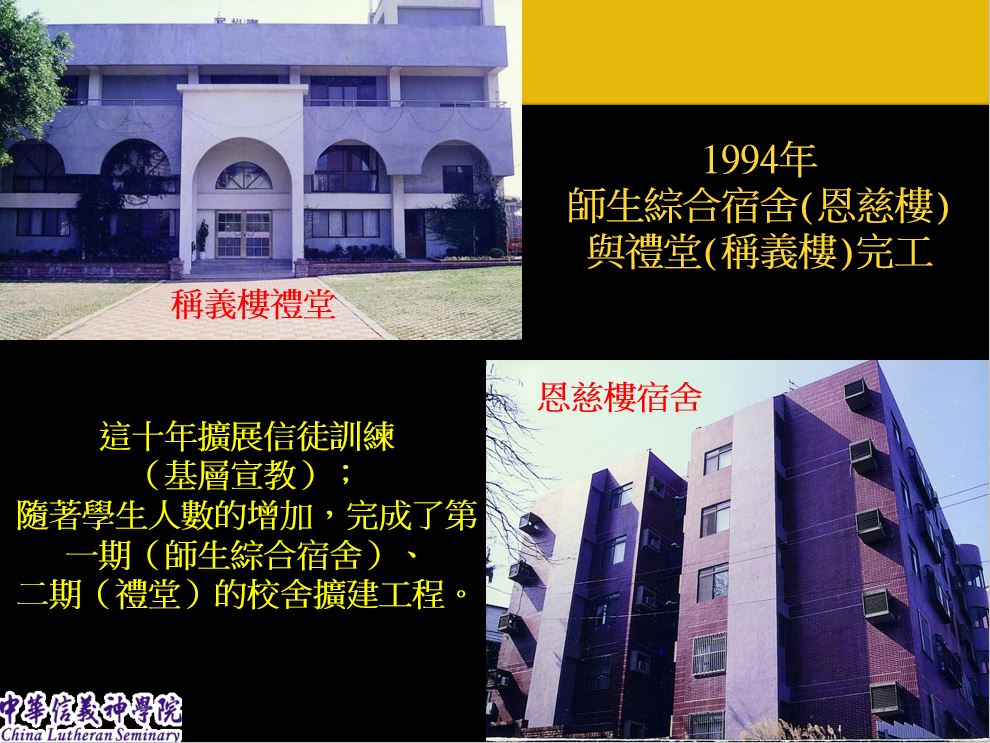 1994年
師生綜合宿舍(恩慈樓)
與禮堂(稱義樓)完工
稱義樓禮堂
恩慈樓宿舍
這十年擴展信徒訓練
（基層宣教）；
隨著學生人數的增加，完成了第
一期（師生綜合宿舍）、
二期（禮堂）的校舍擴建工程。
中華信義神學院
China Lutheran Seminary